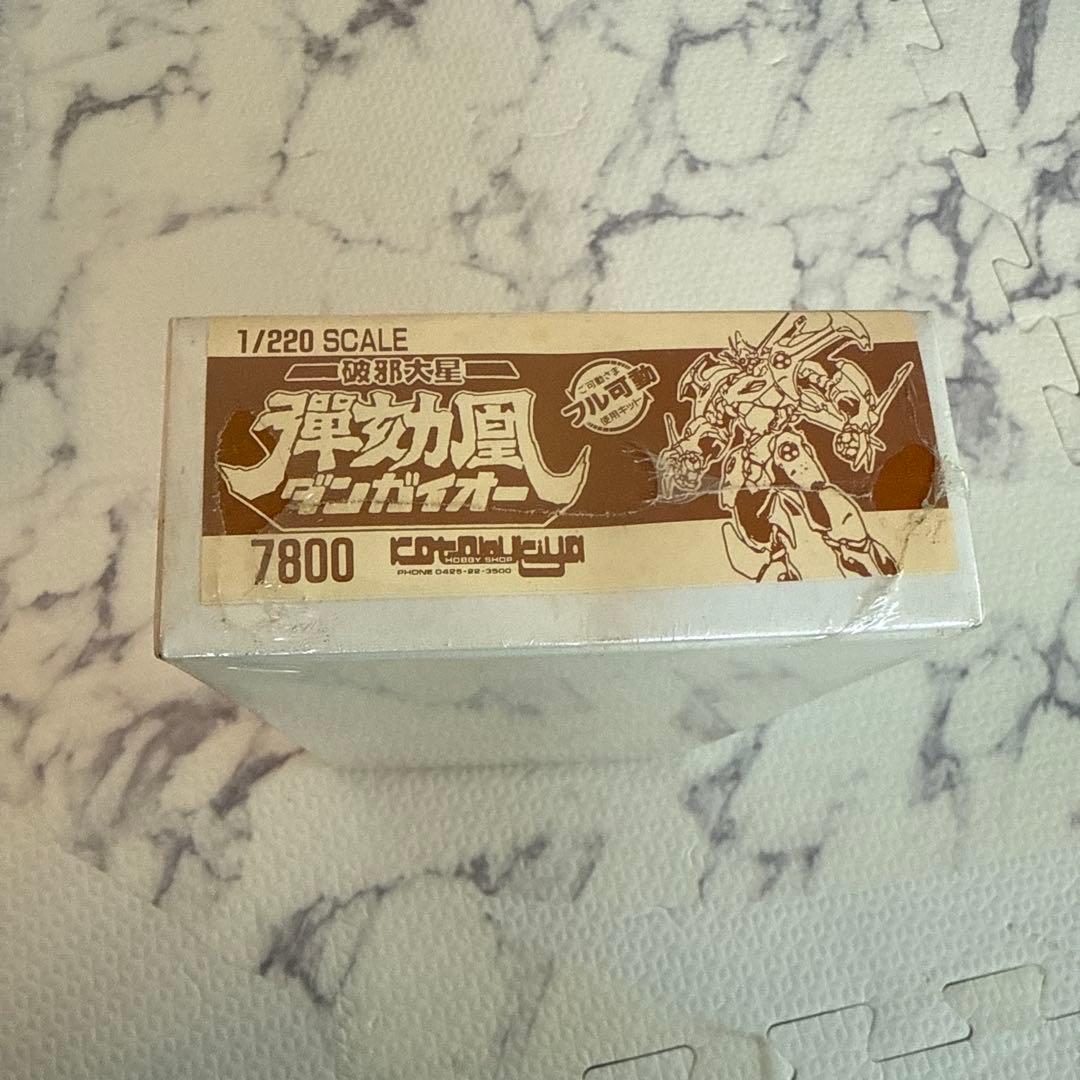 1/220 SCALE
破邪大星
彈劾凰
ダンガイオー
ご可動さま
フル可動
使用キット
7800
kotobukiya
HOBBY SHOP
PHONE 0425-22-3500